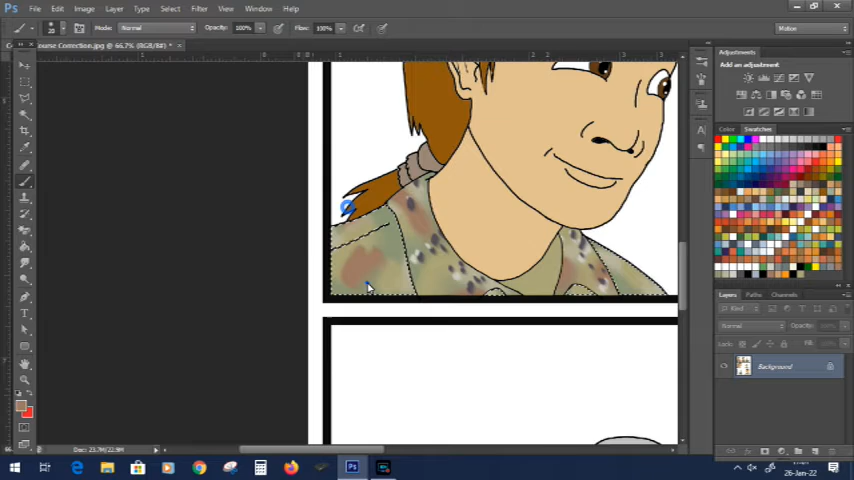 Ps File Edit Image Layer Type Select Filter View Window Help
20 Mode: Normal Opacity: 100% Flow: 100% Motion
ourse Correction.jpg @ 66.7% (RGB/8#) *
Adjustments
Add an adjustment
Color Swatches
Layers Paths Channels
Kind
Normal Opacity:
Lock: Fill:
Background
Doc: 23.7M/22.9M
Ps
26-Jan-22